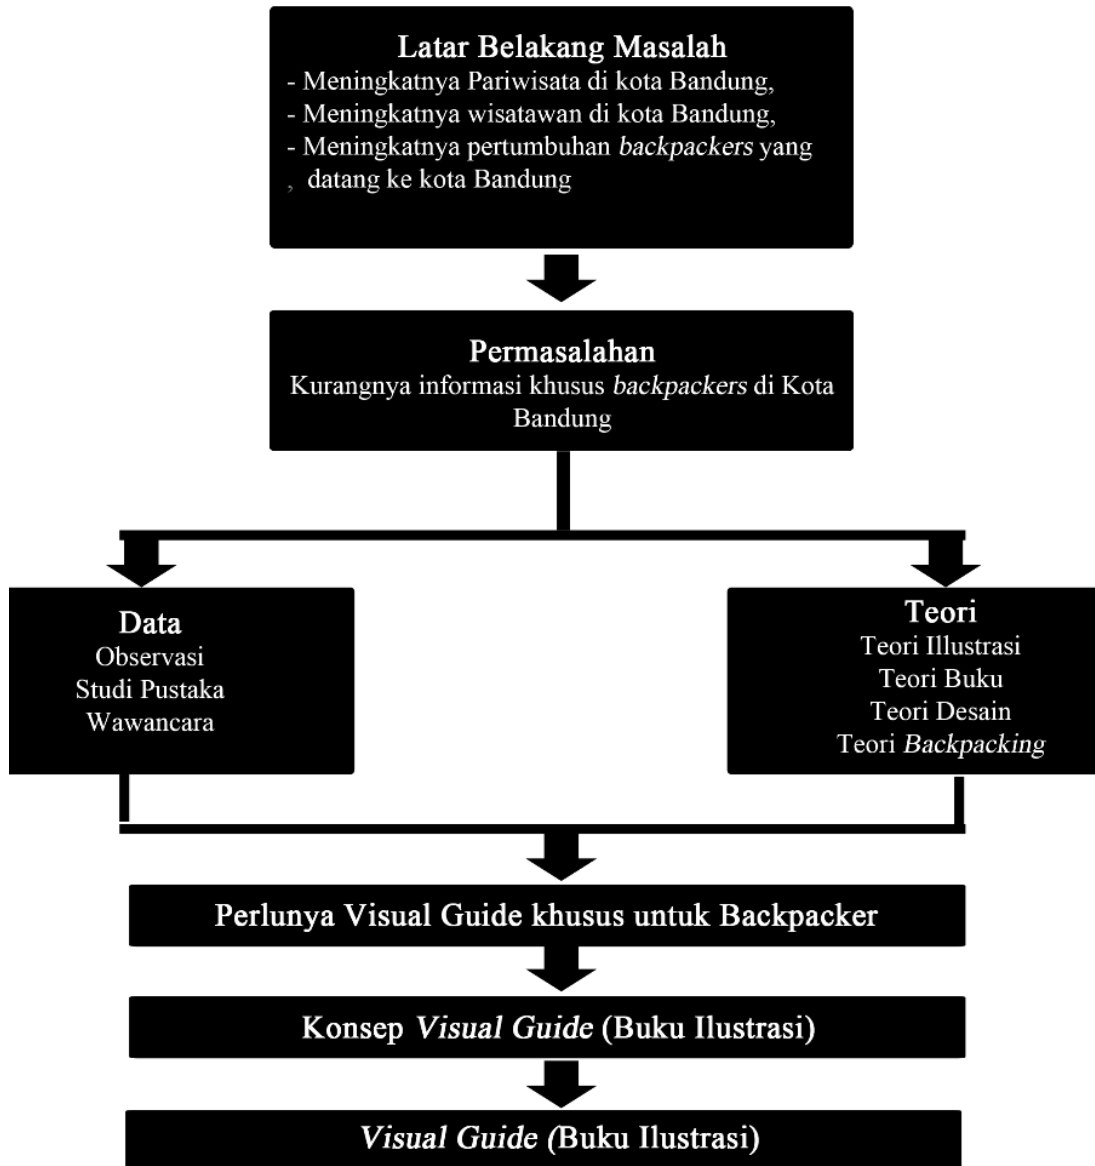 Latar Belakang Masalah
- Meningkatnya Pariwisata di kota Bandung,
- Meningkatnya wisatawan di kota Bandung,
- Meningkatnya pertumbuhan backpackers yang
, datang ke kota Bandung
Permasalahan
Kurangnya informasi khusus backpackers di Kota
Bandung
Data
Observasi
Studi Pustaka
Wawancara
Teori
Teori Illustrasi
Teori Buku
Teori Desain
Teori Backpacking
Perlunya Visual Guide khusus untuk Backpacker
Konsep Visual Guide (Buku Ilustrasi)
Visual Guide (Buku Ilustrasi)